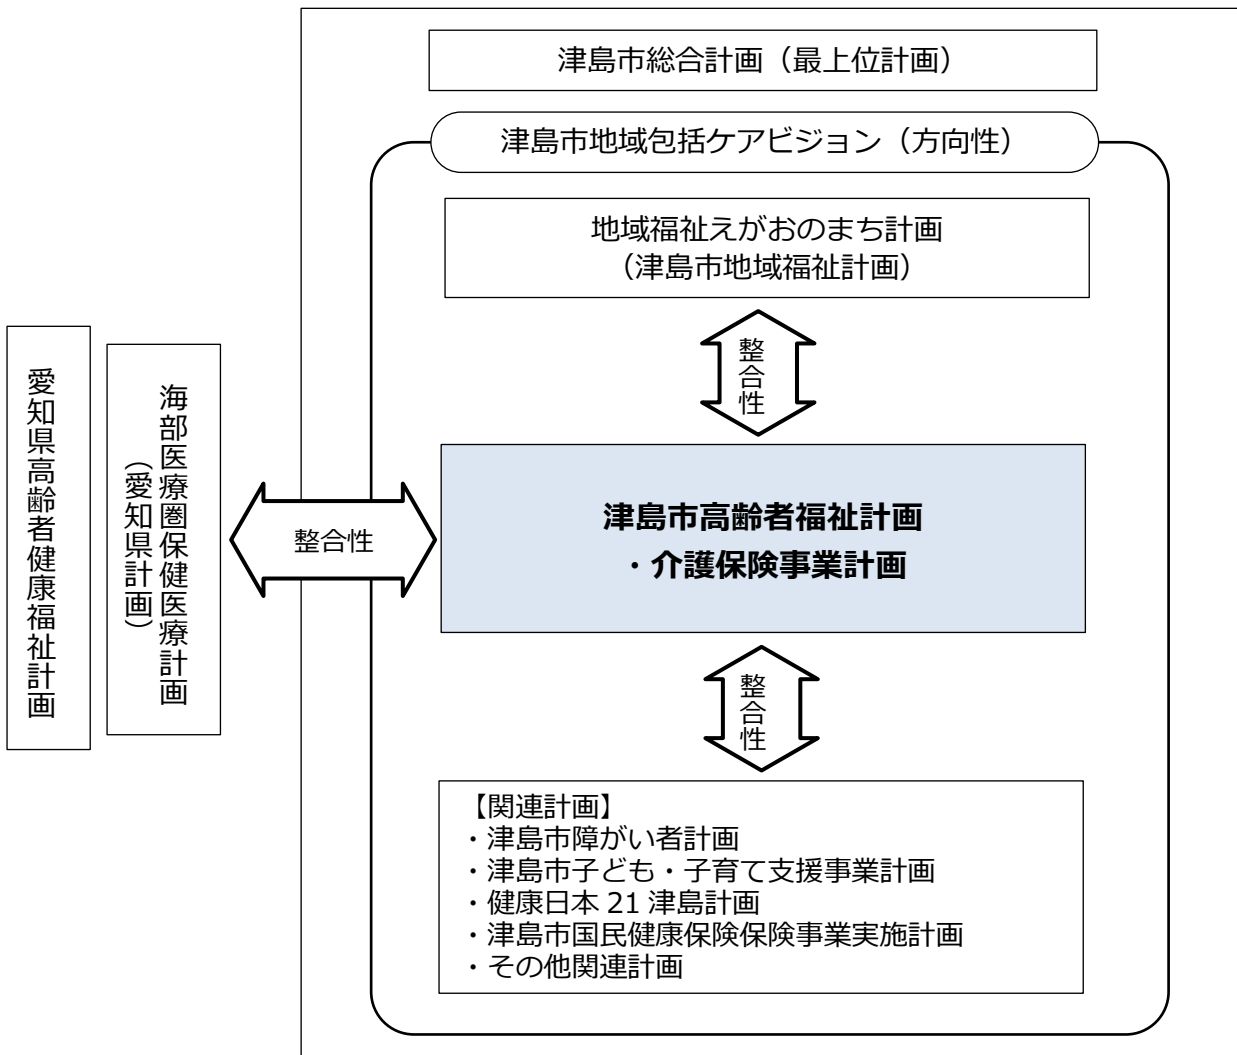 津島市総合計画（最上位計画）
津島市地域包括ケアビジョン（方向性）
地域福祉えがおのまち計画
（津島市地域福祉計画）
整合性
愛知県高齢者健康福祉計画
海部医療圏保健医療計画
（愛知県計画）
整合性
津島市高齢者福祉計画
・介護保険事業計画
整合性
【関連計画】
・津島市障がい者計画
・津島市子ども・子育て支援事業計画
・健康日本 21 津島計画
・津島市国民健康保険保険事業実施計画
・その他関連計画